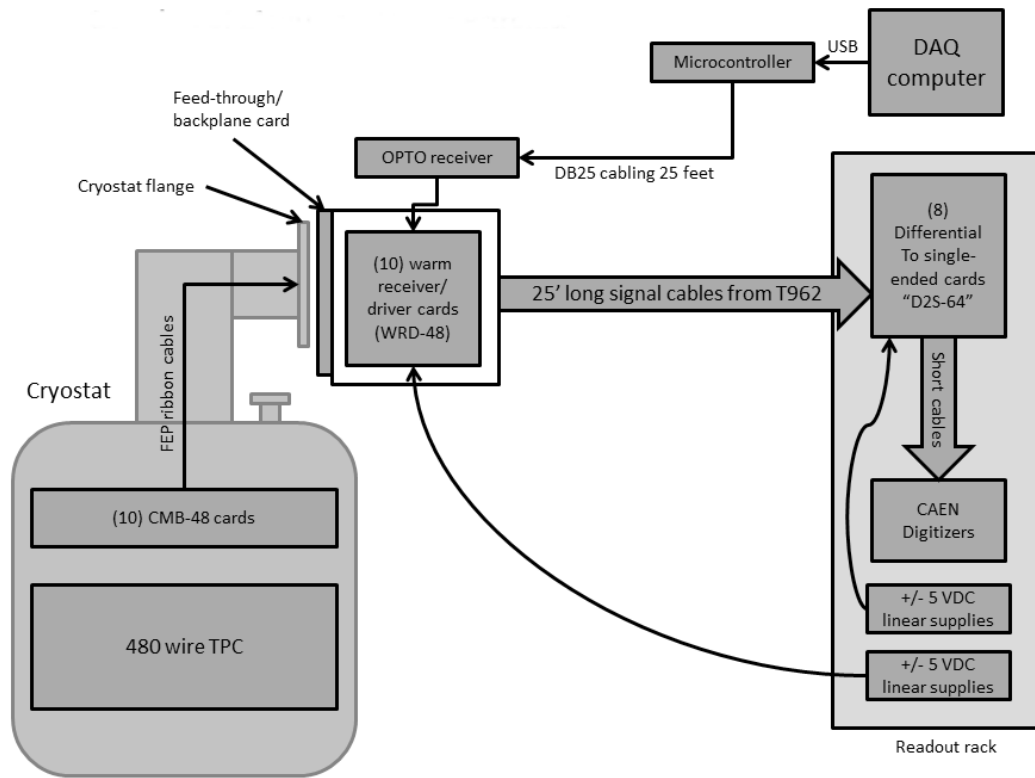 DAQ
computer
USB
Microcontroller
Feed-through/
backplane card
OPTO receiver
DB25 cabling 25 feet
Cryostat flange
(10) warm
receiver/
driver cards
(WRD-48)
25’ long signal cables from T962
(8)
Differential
To single-
ended cards
“D2S-64”
Short cables
Cryostat
FEP ribbon cables
(10) CMB-48 cards
CAEN
Digitizers
480 wire TPC
+/- 5 VDC
linear supplies
+/- 5 VDC
linear supplies
Readout rack